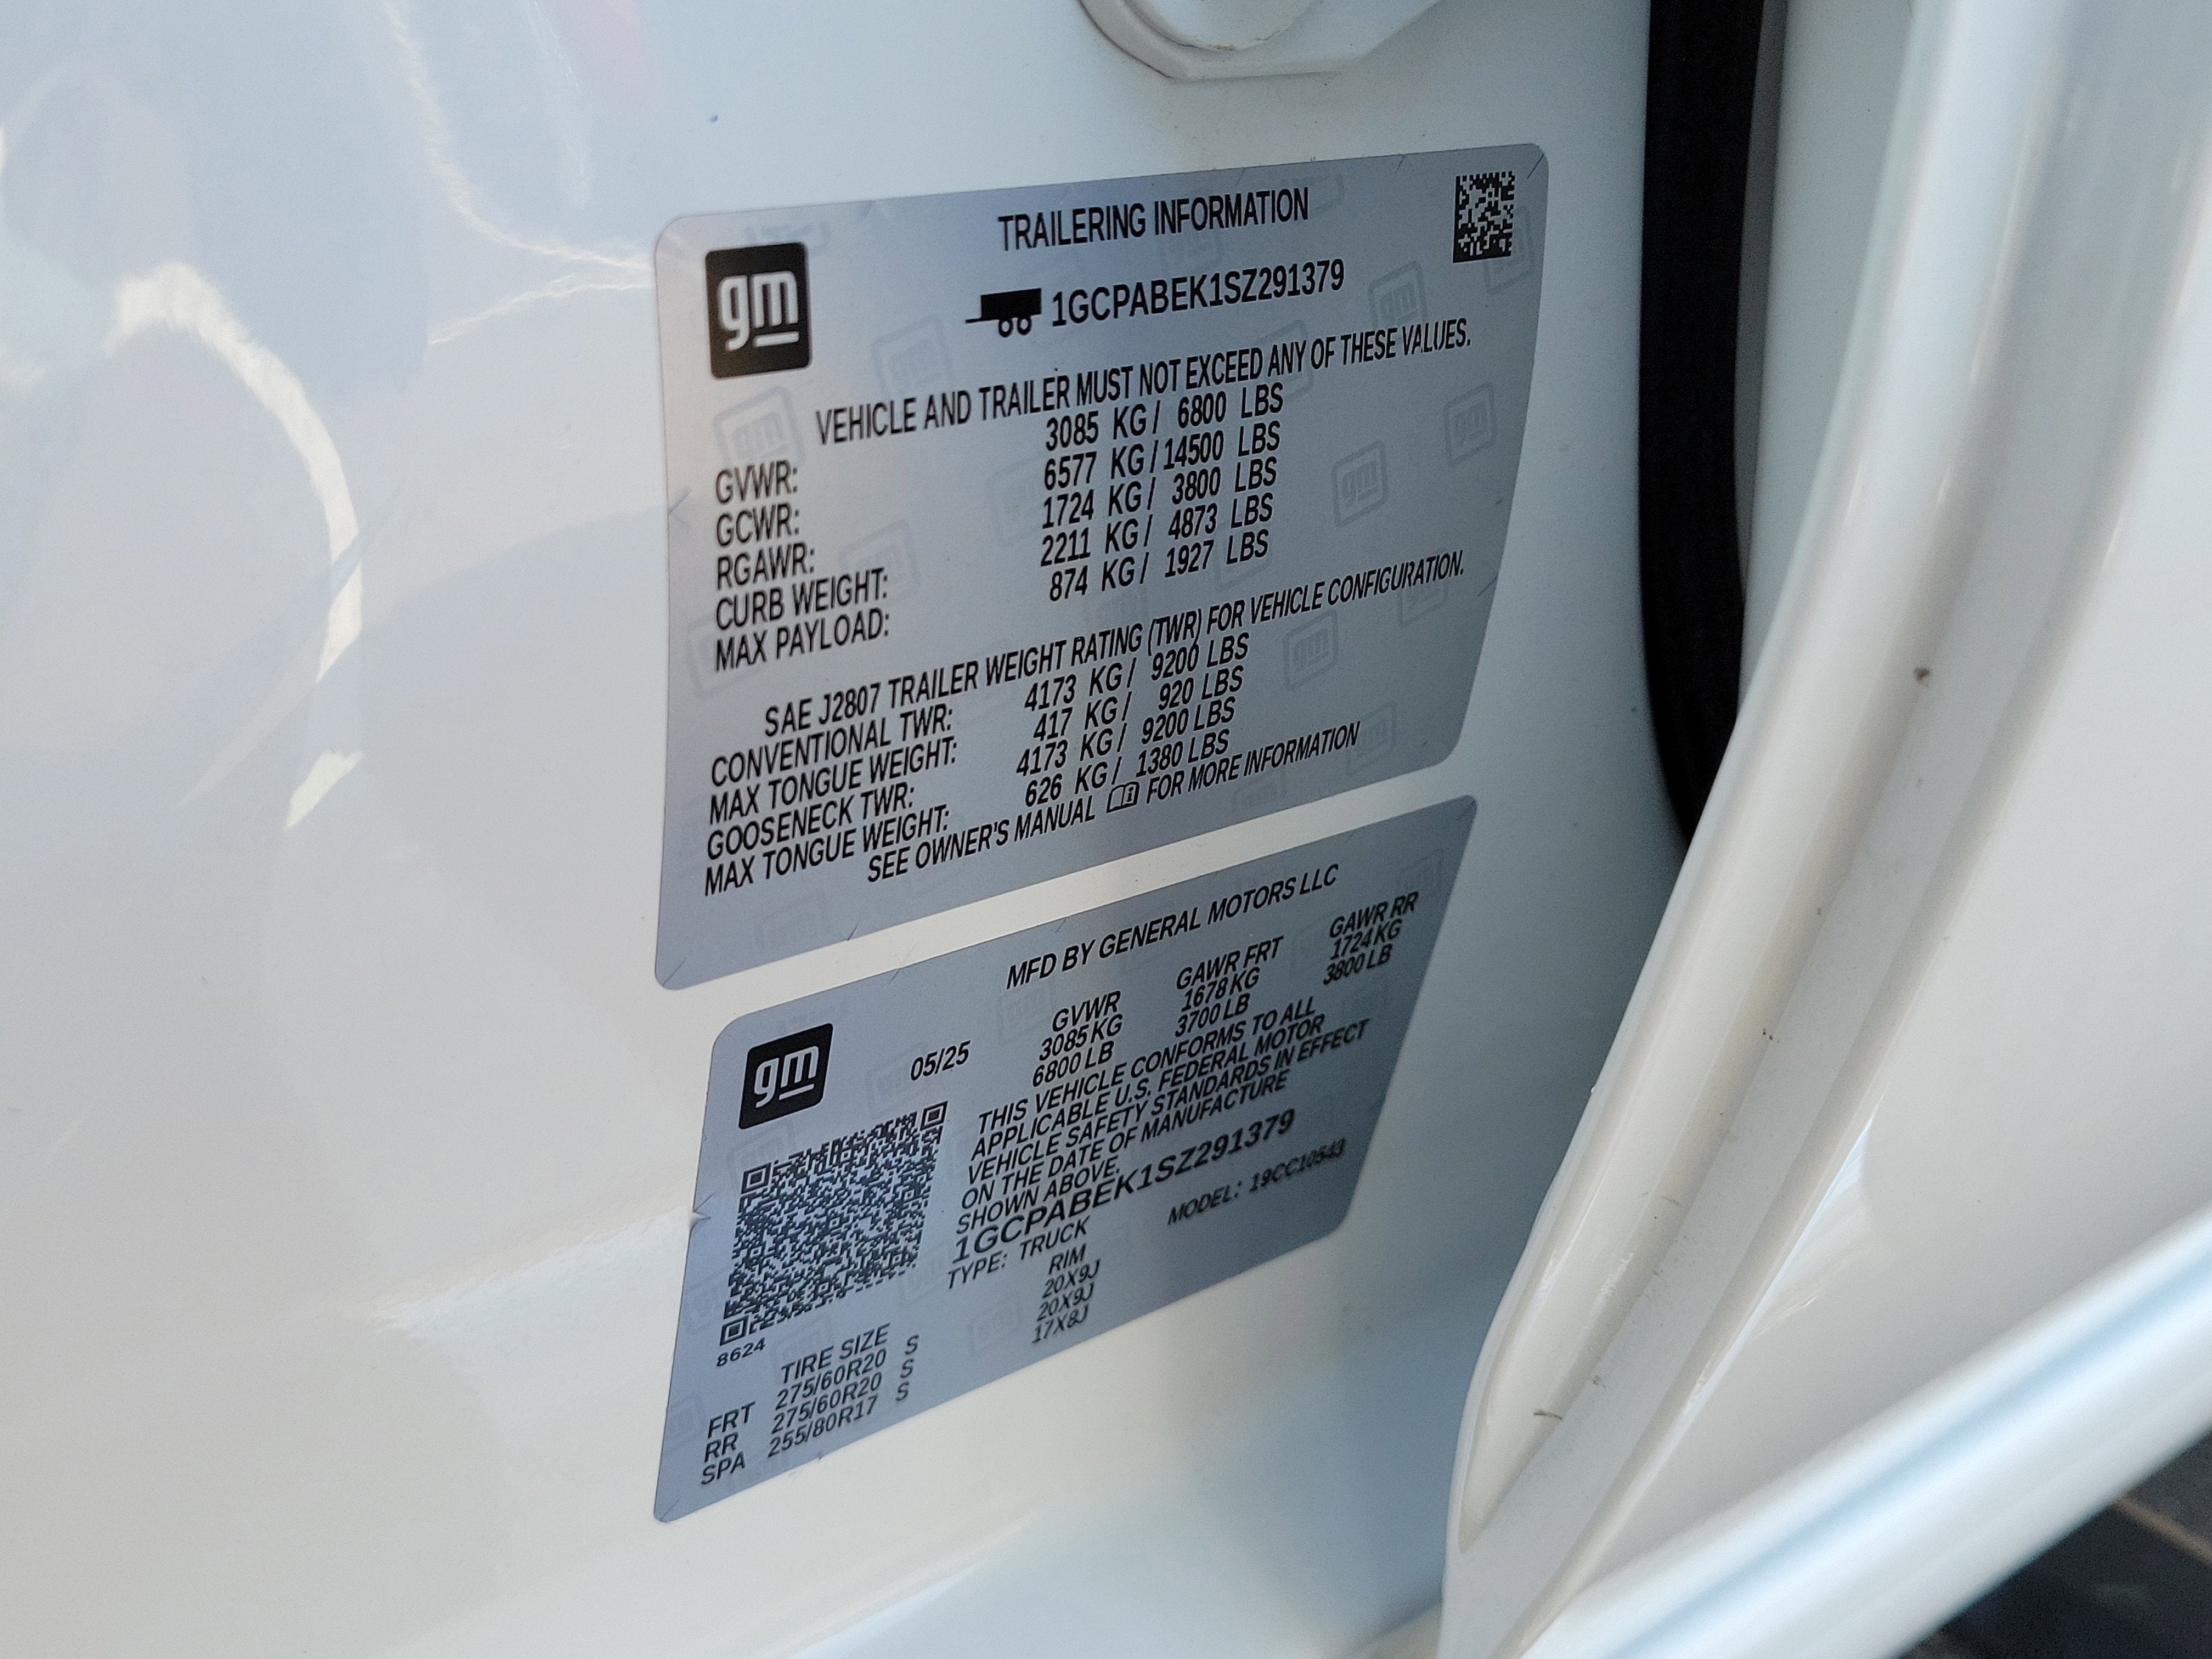 gm
TRAILERING INFORMATION
1GCPABEK1SZ291379
VEHICLE AND TRAILER MUST NOT EXCEED ANY OF THESE VALUES.
GVWR: 3085 KG / 6800 LBS
GCWR: 6577 KG / 14500 LBS
RGAWR: 1724 KG / 3800 LBS
CURB WEIGHT: 2211 KG / 4873 LBS
MAX PAYLOAD: 874 KG / 1927 LBS
SAE J2807 TRAILER WEIGHT RATING (TWR) FOR VEHICLE CONFIGURATION.
CONVENTIONAL TWR: 4173 KG / 9200 LBS
MAX TONGUE WEIGHT: 417 KG / 920 LBS
GOOSENECK TWR: 4173 KG / 9200 LBS
MAX TONGUE WEIGHT: 626 KG / 1380 LBS
SEE OWNER'S MANUAL FOR MORE INFORMATION
gm
MFD BY GENERAL MOTORS LLC
05/25
GVWR GAWR FRT GAWR RR
3085 KG 1678 KG 1724 KG
6800 LB 3700 LB 3800 LB
THIS VEHICLE CONFORMS TO ALL
APPLICABLE U.S. FEDERAL MOTOR
VEHICLE SAFETY STANDARDS IN EFFECT
ON THE DATE OF MANUFACTURE
SHOWN ABOVE.
1GCPABEK1SZ291379
TYPE: TRUCK MODEL: 19CC10543
8624
TIRE SIZE RIM
FRT 275/60R20 S 20X9J
RR 275/60R20 S 20X9J
SPA 255/80R17 S 17X8J